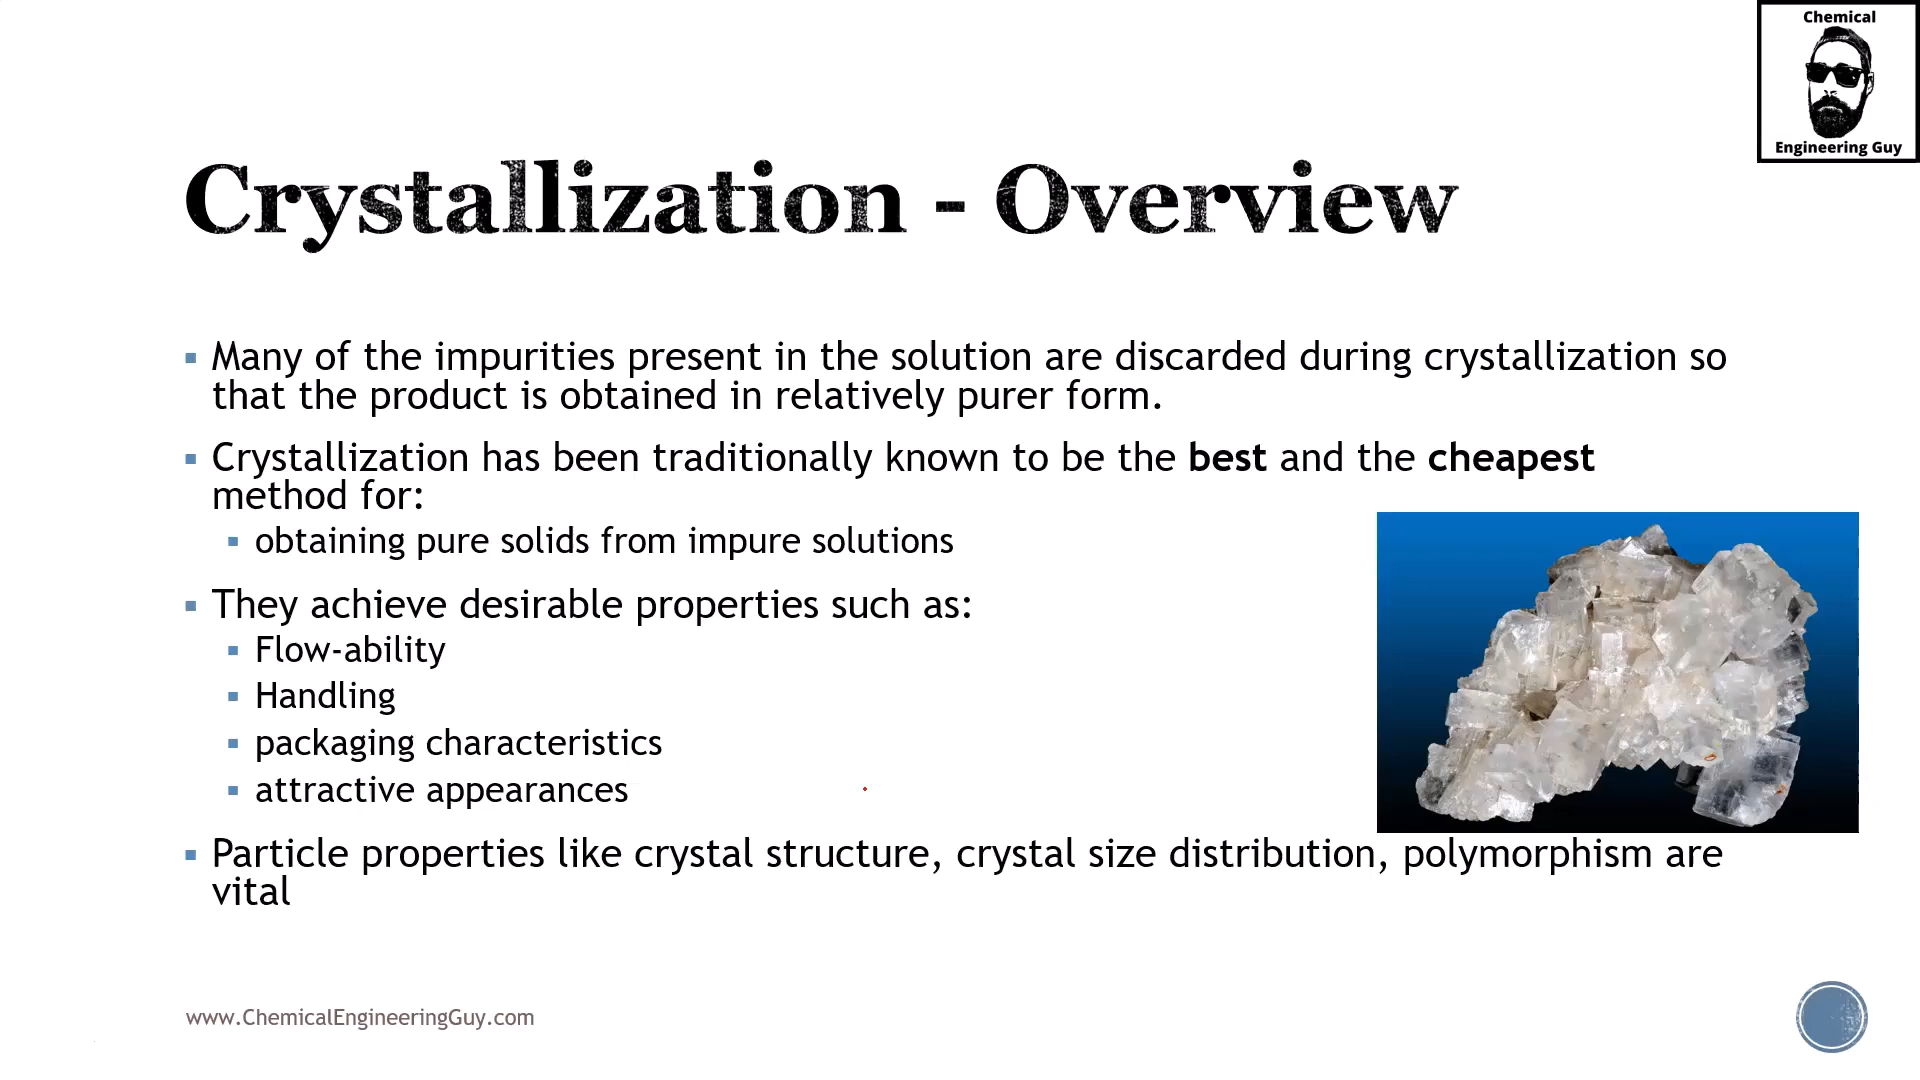 Chemical
Engineering Guy
Crystallization - Overview
Many of the impurities present in the solution are discarded during crystallization so
that the product is obtained in relatively purer form.
Crystallization has been traditionally known to be the best and the cheapest
method for:
obtaining pure solids from impure solutions
They achieve desirable properties such as:
Flow-ability
Handling
packaging characteristics
attractive appearances
Particle properties like crystal structure, crystal size distribution, polymorphism are
vital
www.ChemicalEngineeringGuy.com